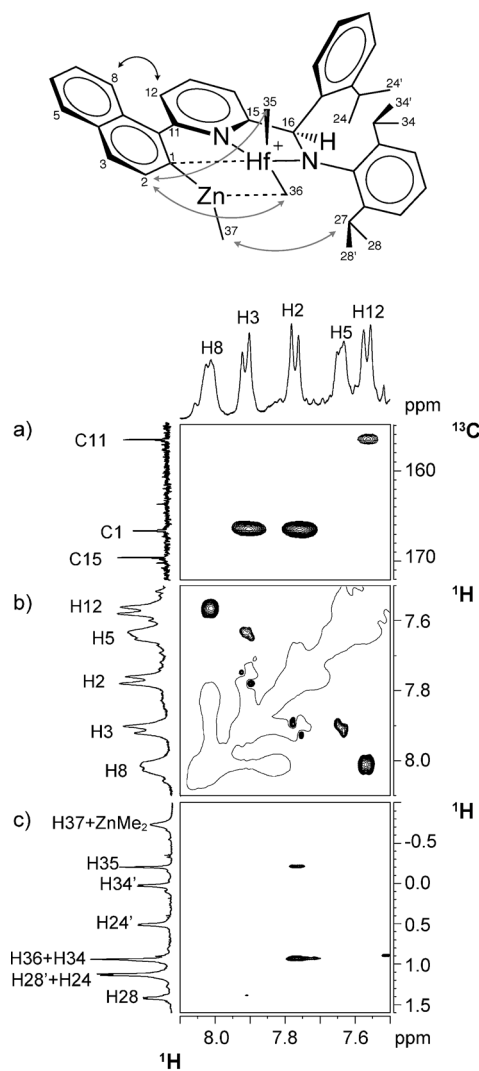 8
12
5
11
N
15
35
16
H
24'
24
34'
34
3
1
Hf
+
N
2
Zn
36
37
27
28
28'
H8 H3 H2 H5 H12
ppm
a)
C11
C1
C15
13C
160
170
b)
H12
H5
H2
H3
H8
1H
7.6
7.8
8.0
c)
H37+ZnMe2
H35
H34'
H24'
H36+H34
H28'+H24
H28
1H
-0.5
0.0
0.5
1.0
1.5
8.0 7.8 7.6 ppm
1H